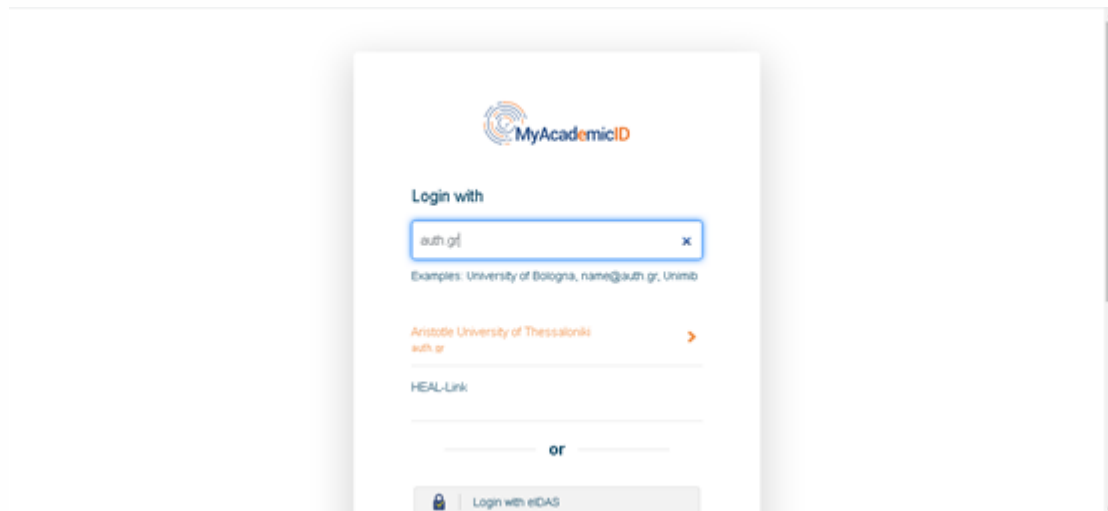 MyAcademicID
Login with
auth.gr
Examples: University of Bologna, name@auth.gr, Unimib
Aristotle University of Thessaloniki
auth.gr
HEAL-Link
or
Login with eIDAS